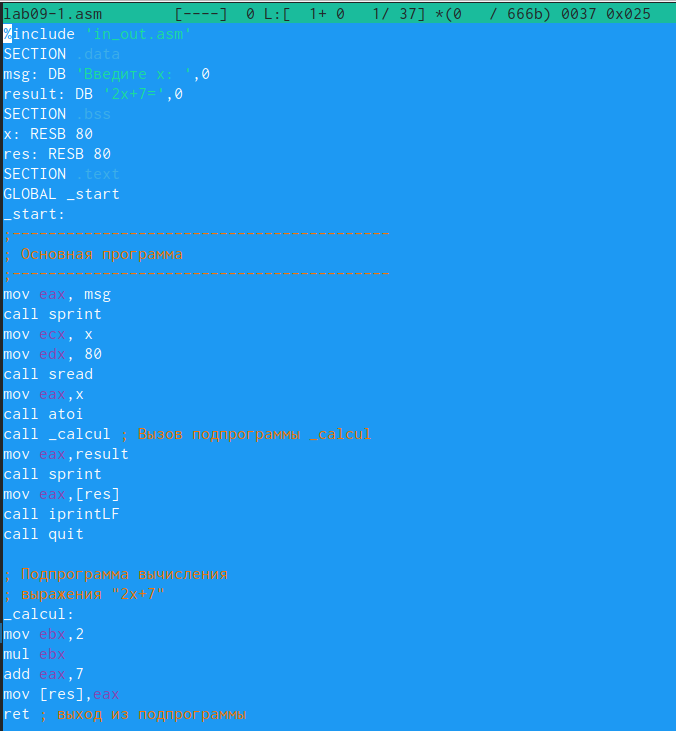 lab09-1.asm        [----]  0 L:[  1+ 0   1/ 37] *(0   / 666b) 0037 0x025
%include 'in_out.asm'
SECTION .data
msg: DB 'Введите x: ',0
result: DB '2x+7=',0
SECTION .bss
x: RESB 80
res: RESB 80
SECTION .text
GLOBAL _start
_start:
;------------------------------------------
; Основная программа
;------------------------------------------
mov eax, msg
call sprint
mov ecx, x
mov edx, 80
call sread
mov eax,x
call atoi
call _calcul ; Вызов подпрограммы _calcul
mov eax,result
call sprint
mov eax,[res]
call iprintLF
call quit
; Подпрограмма вычисления
; выражения "2x+7"
_calcul:
mov ebx,2
mul ebx
add eax,7
mov [res],eax
ret ; выход из подпрограммы